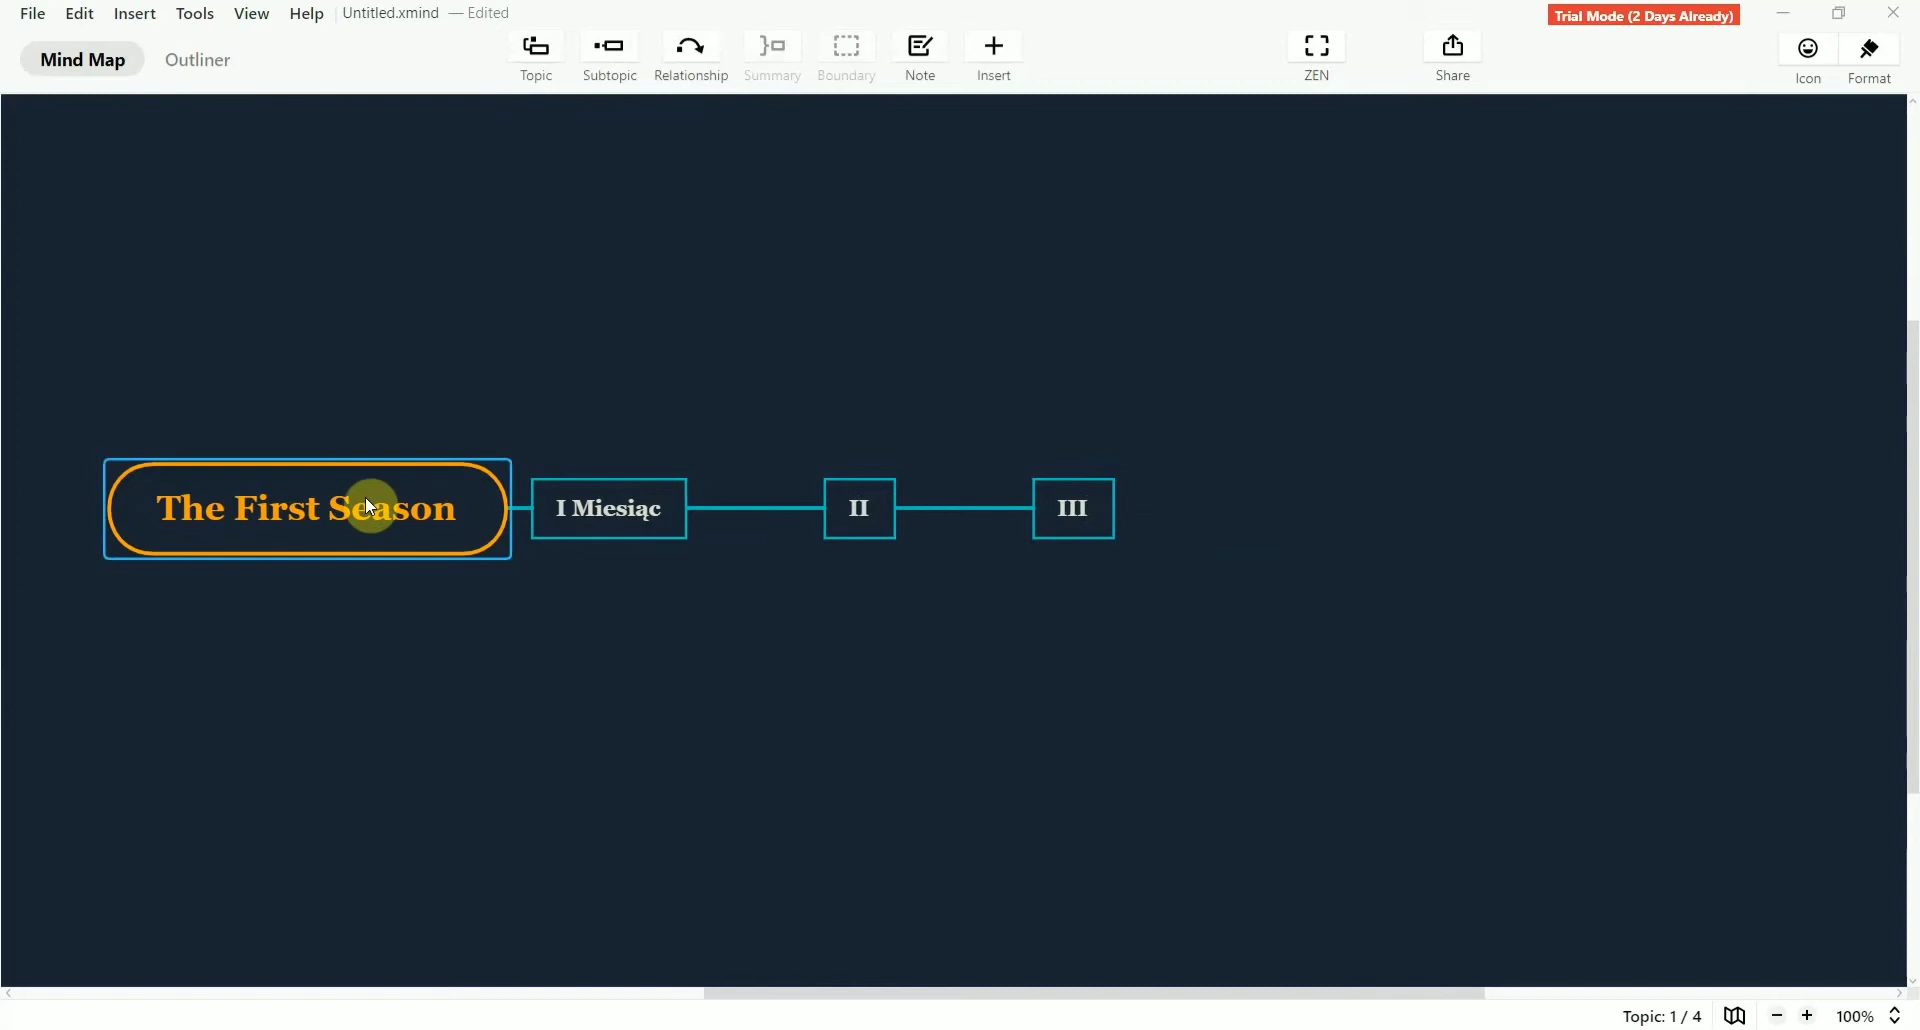 File Edit Insert Tools View Help Untitled.xmind — Edited Trial Mode (2 Days Already)
Mind Map Outliner
Topic Subtopic Relationship Summary Boundary Note Insert ZEN Share Icon Format
The First Season I Miesiąc II III
Topic: 1 / 4 100%